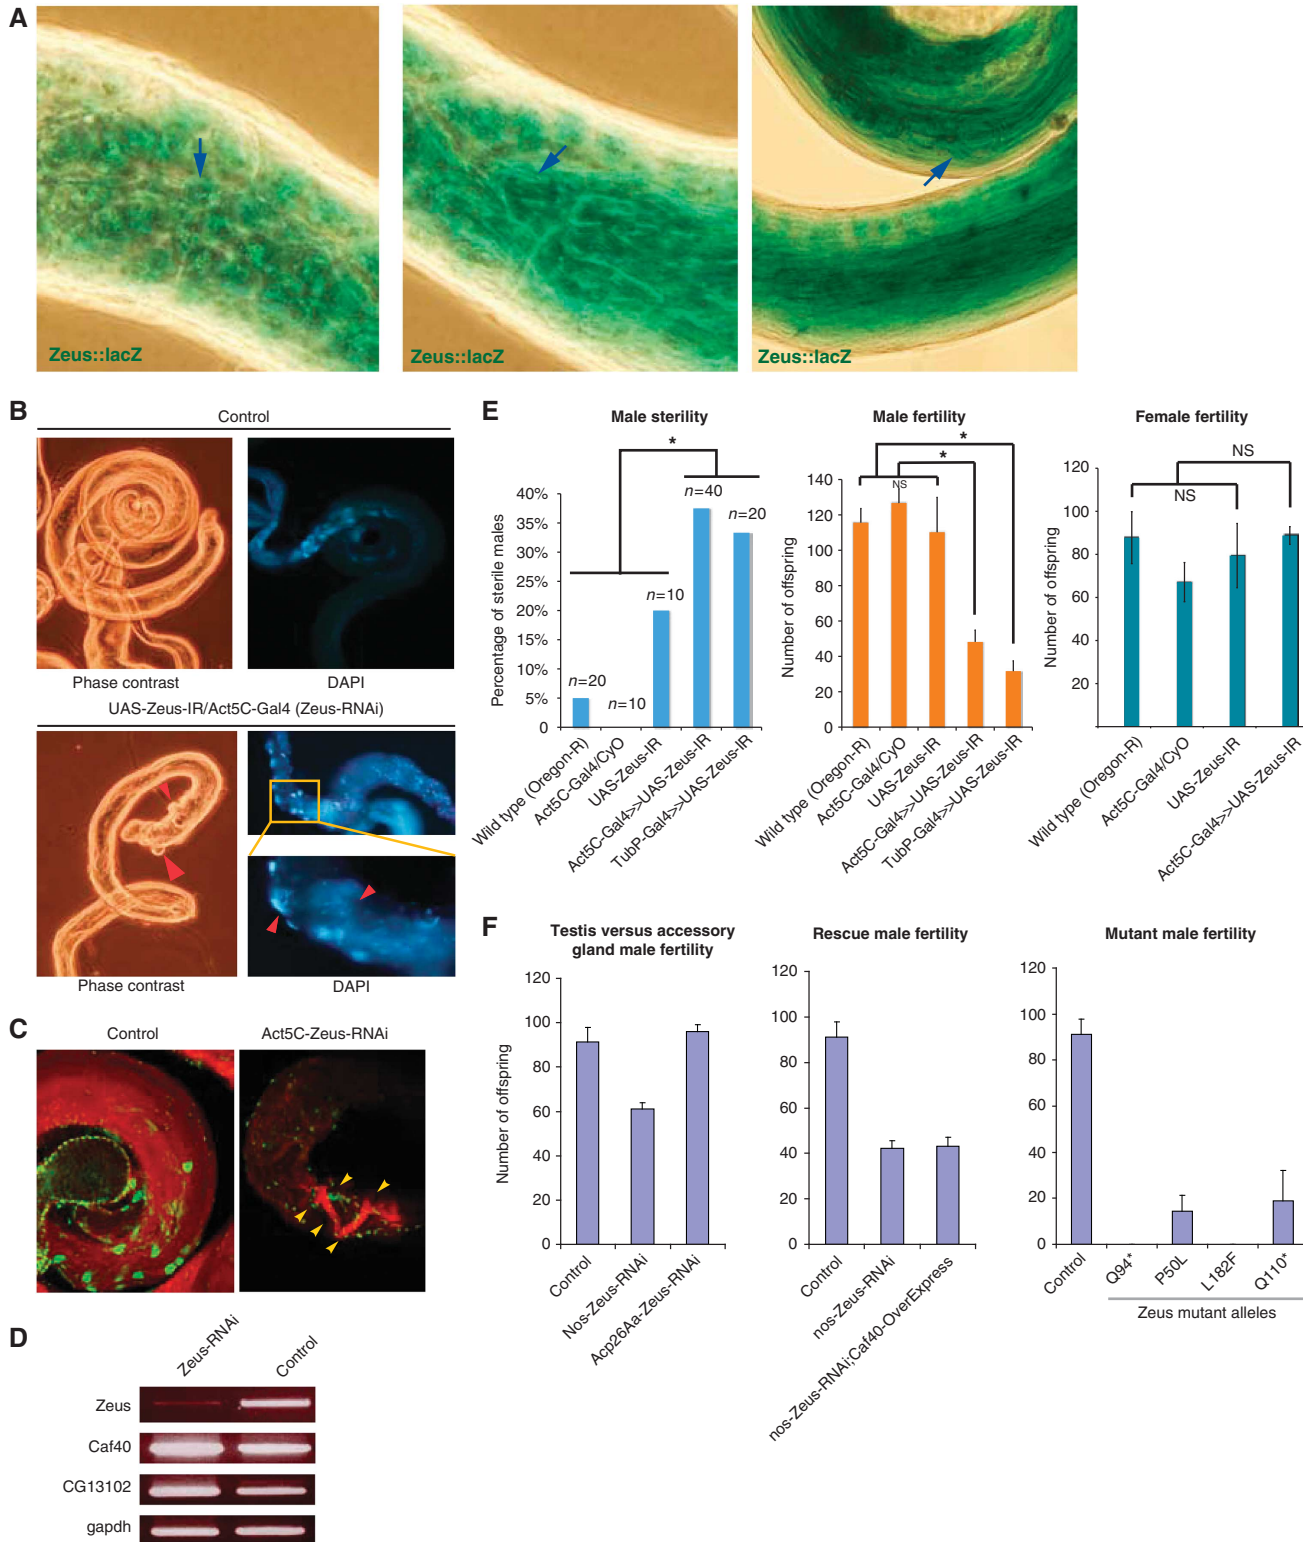 A
Zeus::lacZ
Zeus::lacZ
Zeus::lacZ
B
Control
Phase contrast
DAPI
UAS-Zeus-IR/Act5C-Gal4 (Zeus-RNAi)
Phase contrast
DAPI
C
Control
Act5C-Zeus-RNAi
D
Zeus-RNAi
Control
Zeus
Caf40
CG13102
gapdh
E
Male sterility
*
n=40
n=20
n=10
n=20
n=10
40%
35%
30%
25%
20%
15%
10%
5%
0
Percentage of sterile males
Wild type (Oregon-R)
Act5C-Gal4/CyO
UAS-Zeus-IR
Act5C-Gal4>>UAS-Zeus-IR
TubP-Gal4>>UAS-Zeus-IR
Male fertility
*
*
NS
140
120
100
80
60
40
20
0
Number of offspring
Wild type (Oregon-R)
Act5C-Gal4/CyO
UAS-Zeus-IR
Act5C-Gal4>>UAS-Zeus-IR
TubP-Gal4>>UAS-Zeus-IR
Female fertility
NS
NS
120
100
80
60
40
20
Number of offspring
Wild type (Oregon-R)
Act5C-Gal4/CyO
UAS-Zeus-IR
Act5C-Gal4>>UAS-Zeus-IR
F
Testis versus accessory
gland male fertility
120
100
80
60
40
20
0
Number of offspring
Control
Nos-Zeus-RNAi
Acp26Aa-Zeus-RNAi
Rescue male fertility
120
100
80
60
40
20
0
Control
nos-Zeus-RNAi
nos-Zeus-RNAi;Caf40-OverExpress
Mutant male fertility
120
100
80
60
40
20
0
Control
Q94*
P50L
L182F
Q110*
Zeus mutant alleles